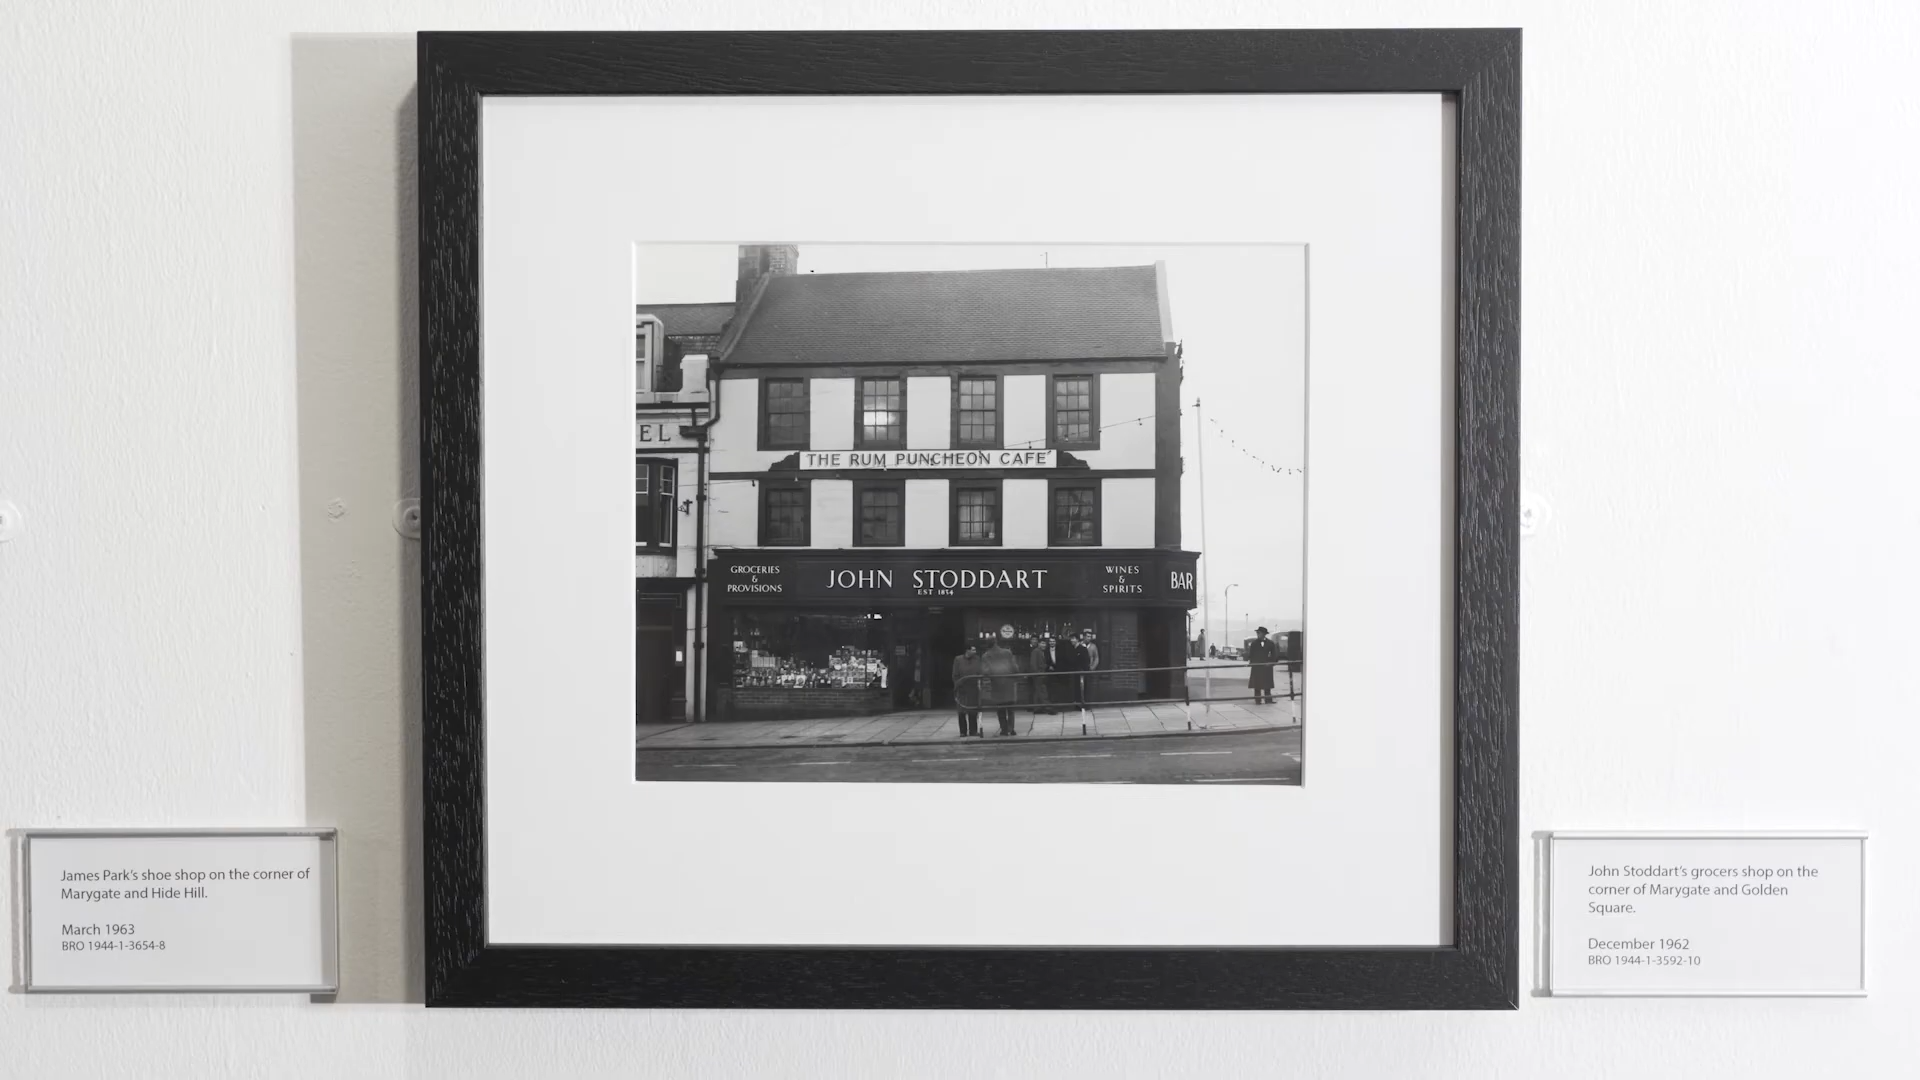 EL
THE RUM PUNCHEON CAFE'
GROCERIES
&
PROVISIONS
JOHN STODDART
EST 1834
WINES
&
SPIRITS
BAR
James Park's shoe shop on the corner of
Marygate and Hide Hill.
March 1963
BRO 1944-1-3654-8
John Stoddart's grocers shop on the
corner of Marygate and Golden
Square.
December 1962
BRO 1944-1-3592-10